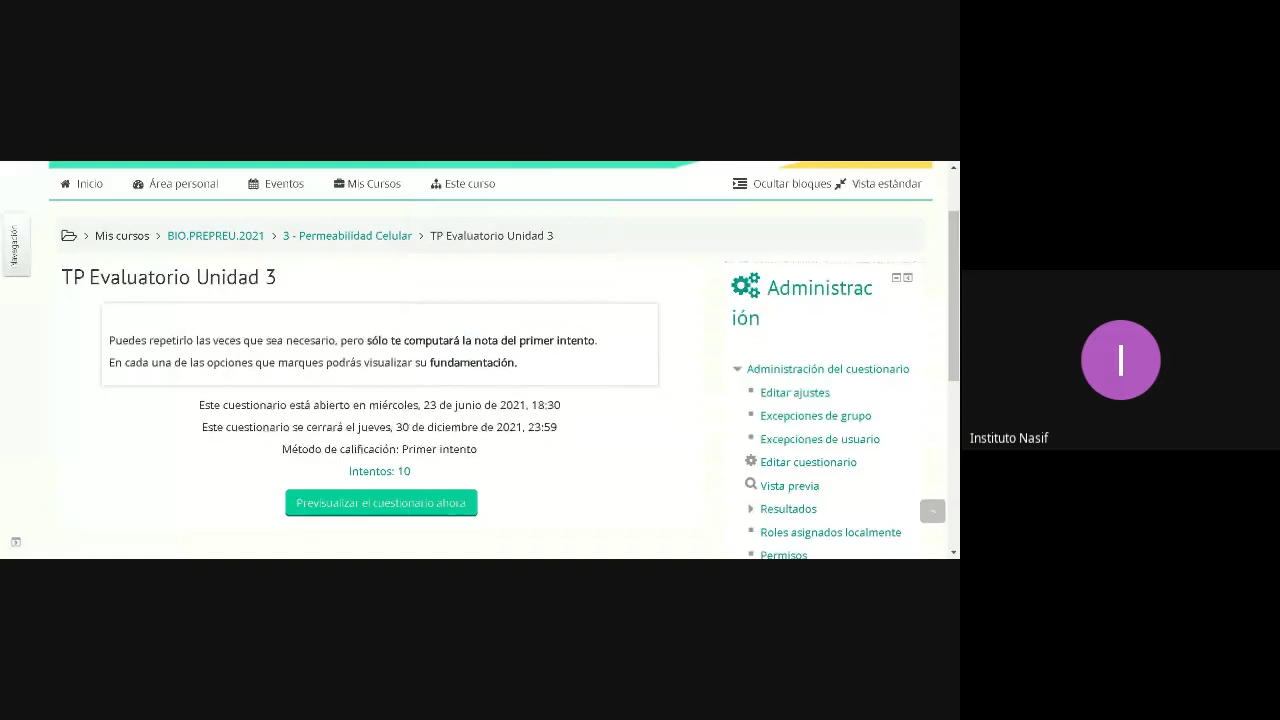 Inicio
Área personal
Eventos
Mis Cursos
Este curso
Ocultar bloques
Vista estándar
Navegación
Mis cursos > BIO.PREPREU.2021 > 3 - Permeabilidad Celular > TP Evaluatorio Unidad 3
TP Evaluatorio Unidad 3
Puedes repetirlo las veces que sea necesario, pero sólo te computará la nota del primer intento.
En cada una de las opciones que marques podrás visualizar su fundamentación.
Este cuestionario está abierto en miércoles, 23 de junio de 2021, 18:30
Este cuestionario se cerrará el jueves, 30 de diciembre de 2021, 23:59
Método de calificación: Primer intento
Intentos: 10
Previsualizar el cuestionario ahora
Administrac
ión
Administración del cuestionario
Editar ajustes
Excepciones de grupo
Excepciones de usuario
Editar cuestionario
Vista previa
Resultados
Roles asignados localmente
Permisos
I
Instituto Nasif